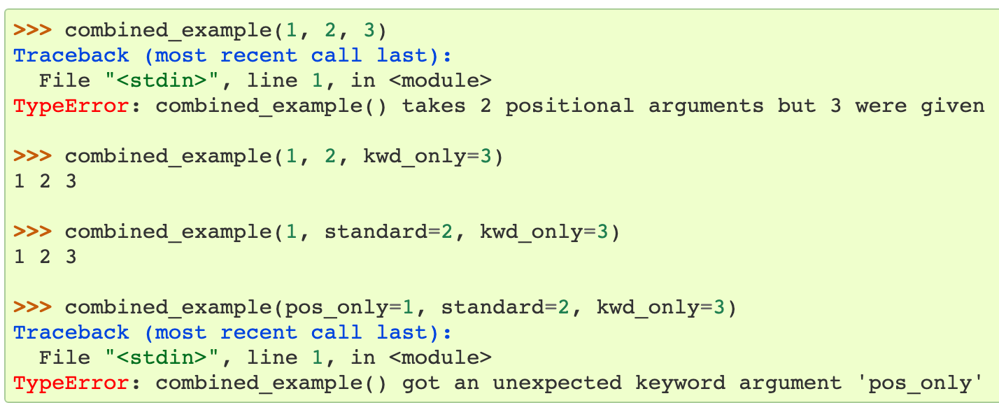 >>> combined_example(1, 2, 3)
Traceback (most recent call last):
  File "<stdin>", line 1, in <module>
TypeError: combined_example() takes 2 positional arguments but 3 were given

>>> combined_example(1, 2, kwd_only=3)
1 2 3

>>> combined_example(1, standard=2, kwd_only=3)
1 2 3

>>> combined_example(pos_only=1, standard=2, kwd_only=3)
Traceback (most recent call last):
  File "<stdin>", line 1, in <module>
TypeError: combined_example() got an unexpected keyword argument 'pos_only'